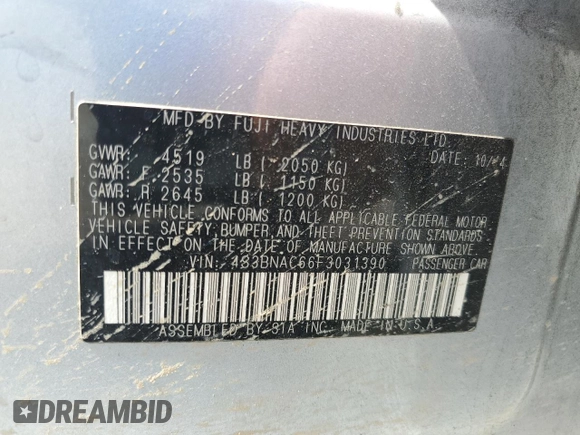 MFD BY FUJI HEAVY INDUSTRIES LTD.
DATE: 10/14
GVWR: 4519 LB ( 2050 KG)
GAWR: F 2535 LB ( 1150 KG)
GAWR: R 2645 LB ( 1200 KG)
THIS VEHICLE CONFORMS TO ALL APPLICABLE FEDERAL MOTOR
VEHICLE SAFETY, BUMPER, AND THEFT PREVENTION STANDARDS
IN EFFECT ON THE DATE OF MANUFACTURE SHOWN ABOVE.
VIN: 4S3BNAC66F3031390 PASSENGER CAR
ASSEMBLED BY SIA INC. MADE IN U.S.A.
DREAMBID